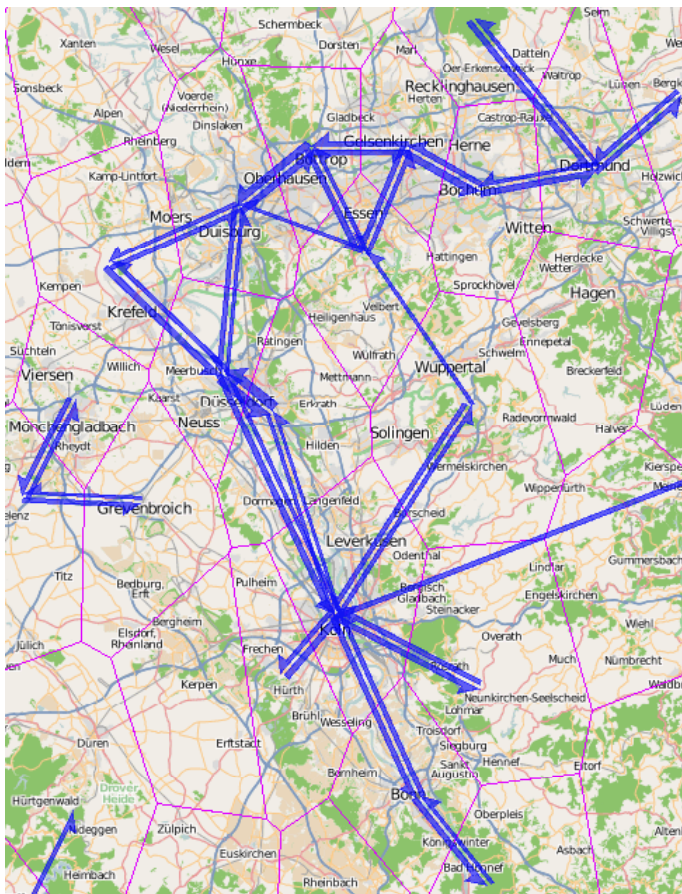 Schermbeck
Selm
Xanten
Wesel
Dorsten
Marl
Hünxe
Datteln
Oer-Erkenschwick
Waltrop
Sonsbeck
Voerde
(Niederrhein)
Recklinghausen
Lünen
Herten
Alpen
Gladbeck
Castrop-Rauxel
Dinslaken
Rheinberg
Gelsenkirchen
Herne
Bottrop
Dortmund
Kamp-Lintfort
Oberhausen
Bochum
Holzwick
Moers
Essen
Duisburg
Witten
Schwerte
Villigs
Hattingen
Herdecke
Wetter
Kempen
Sprockhövel
Hagen
Krefeld
Velbert
Heiligenhaus
Tönisvorst
Gevelsberg
Ratingen
Ennepetal
Süchteln
Wülfrath
Schwelm
Viersen
Willich
Meerbusch
Mettmann
Wuppertal
Breckerfeld
Kaarst
Düsseldorf
Erkrath
Neuss
Radevormwald
Mönchengladbach
Solingen
Halver
Rheydt
Hilden
Wermelskirchen
Kierspe
Wipperfürth
Dormagen
Langenfeld
Grevenbroich
Burscheid
Leverkusen
Odenthal
Lindlar
Gummersbach
Titz
Bedburg,
Erft
Pulheim
Bergisch
Gladbach
Engelskirchen
Steinacker
Bergheim
Köln
Wiehl
Elsdorf,
Rheinland
Overath
Jülich
Frechen
Much
Nümbrecht
Rösrath
Kerpen
Hürth
Neunkirchen-Seelscheid
Lohmar
Brühl
Wesseling
Troisdorf
Düren
Erftstadt
Siegburg
Hennef
Bornheim
Sankt
Augustin
Eitorf
Drover
Heide
Hürtgenwald
Bonn
Oberpleis
Nideggen
Zülpich
Königswinter
Asbach
Euskirchen
Heimbach
Bad Honnef
Rheinbach